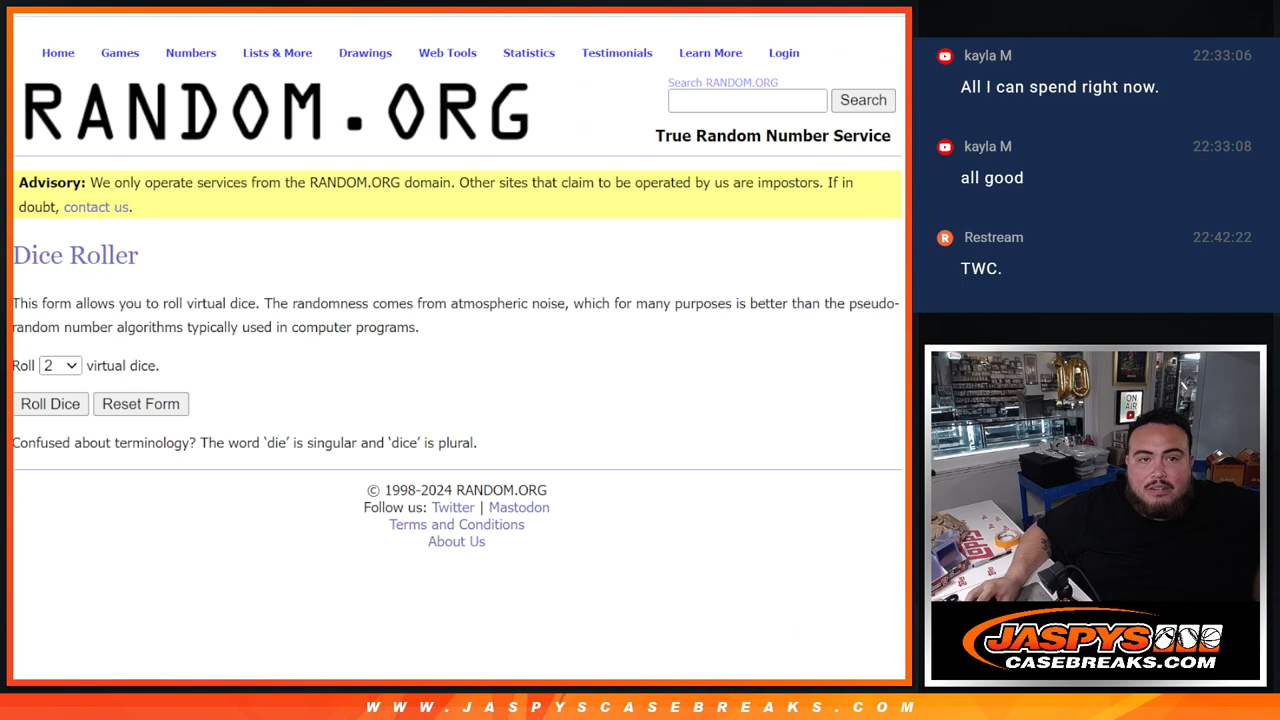 Home Games Numbers Lists & More Drawings Web Tools Statistics Testimonials Learn More Login
RANDOM.ORG
Search RANDOM.ORG
Search
True Random Number Service
Advisory: We only operate services from the RANDOM.ORG domain. Other sites that claim to be operated by us are impostors. If in
doubt, contact us.
Dice Roller
This form allows you to roll virtual dice. The randomness comes from atmospheric noise, which for many purposes is better than the pseudo-
random number algorithms typically used in computer programs.
Roll 2 virtual dice.
Roll Dice Reset Form
Confused about terminology? The word ‘die’ is singular and ‘dice’ is plural.
© 1998-2024 RANDOM.ORG
Follow us: Twitter | Mastodon
Terms and Conditions
About Us
kayla M 22:33:06
All I can spend right now.
kayla M 22:33:08
all good
R Restream 22:42:22
TWC.
10
ON
AIR
JASPYS
CASEBREAKS.COM
WWW.JASPYSCASEBREAKS.COM